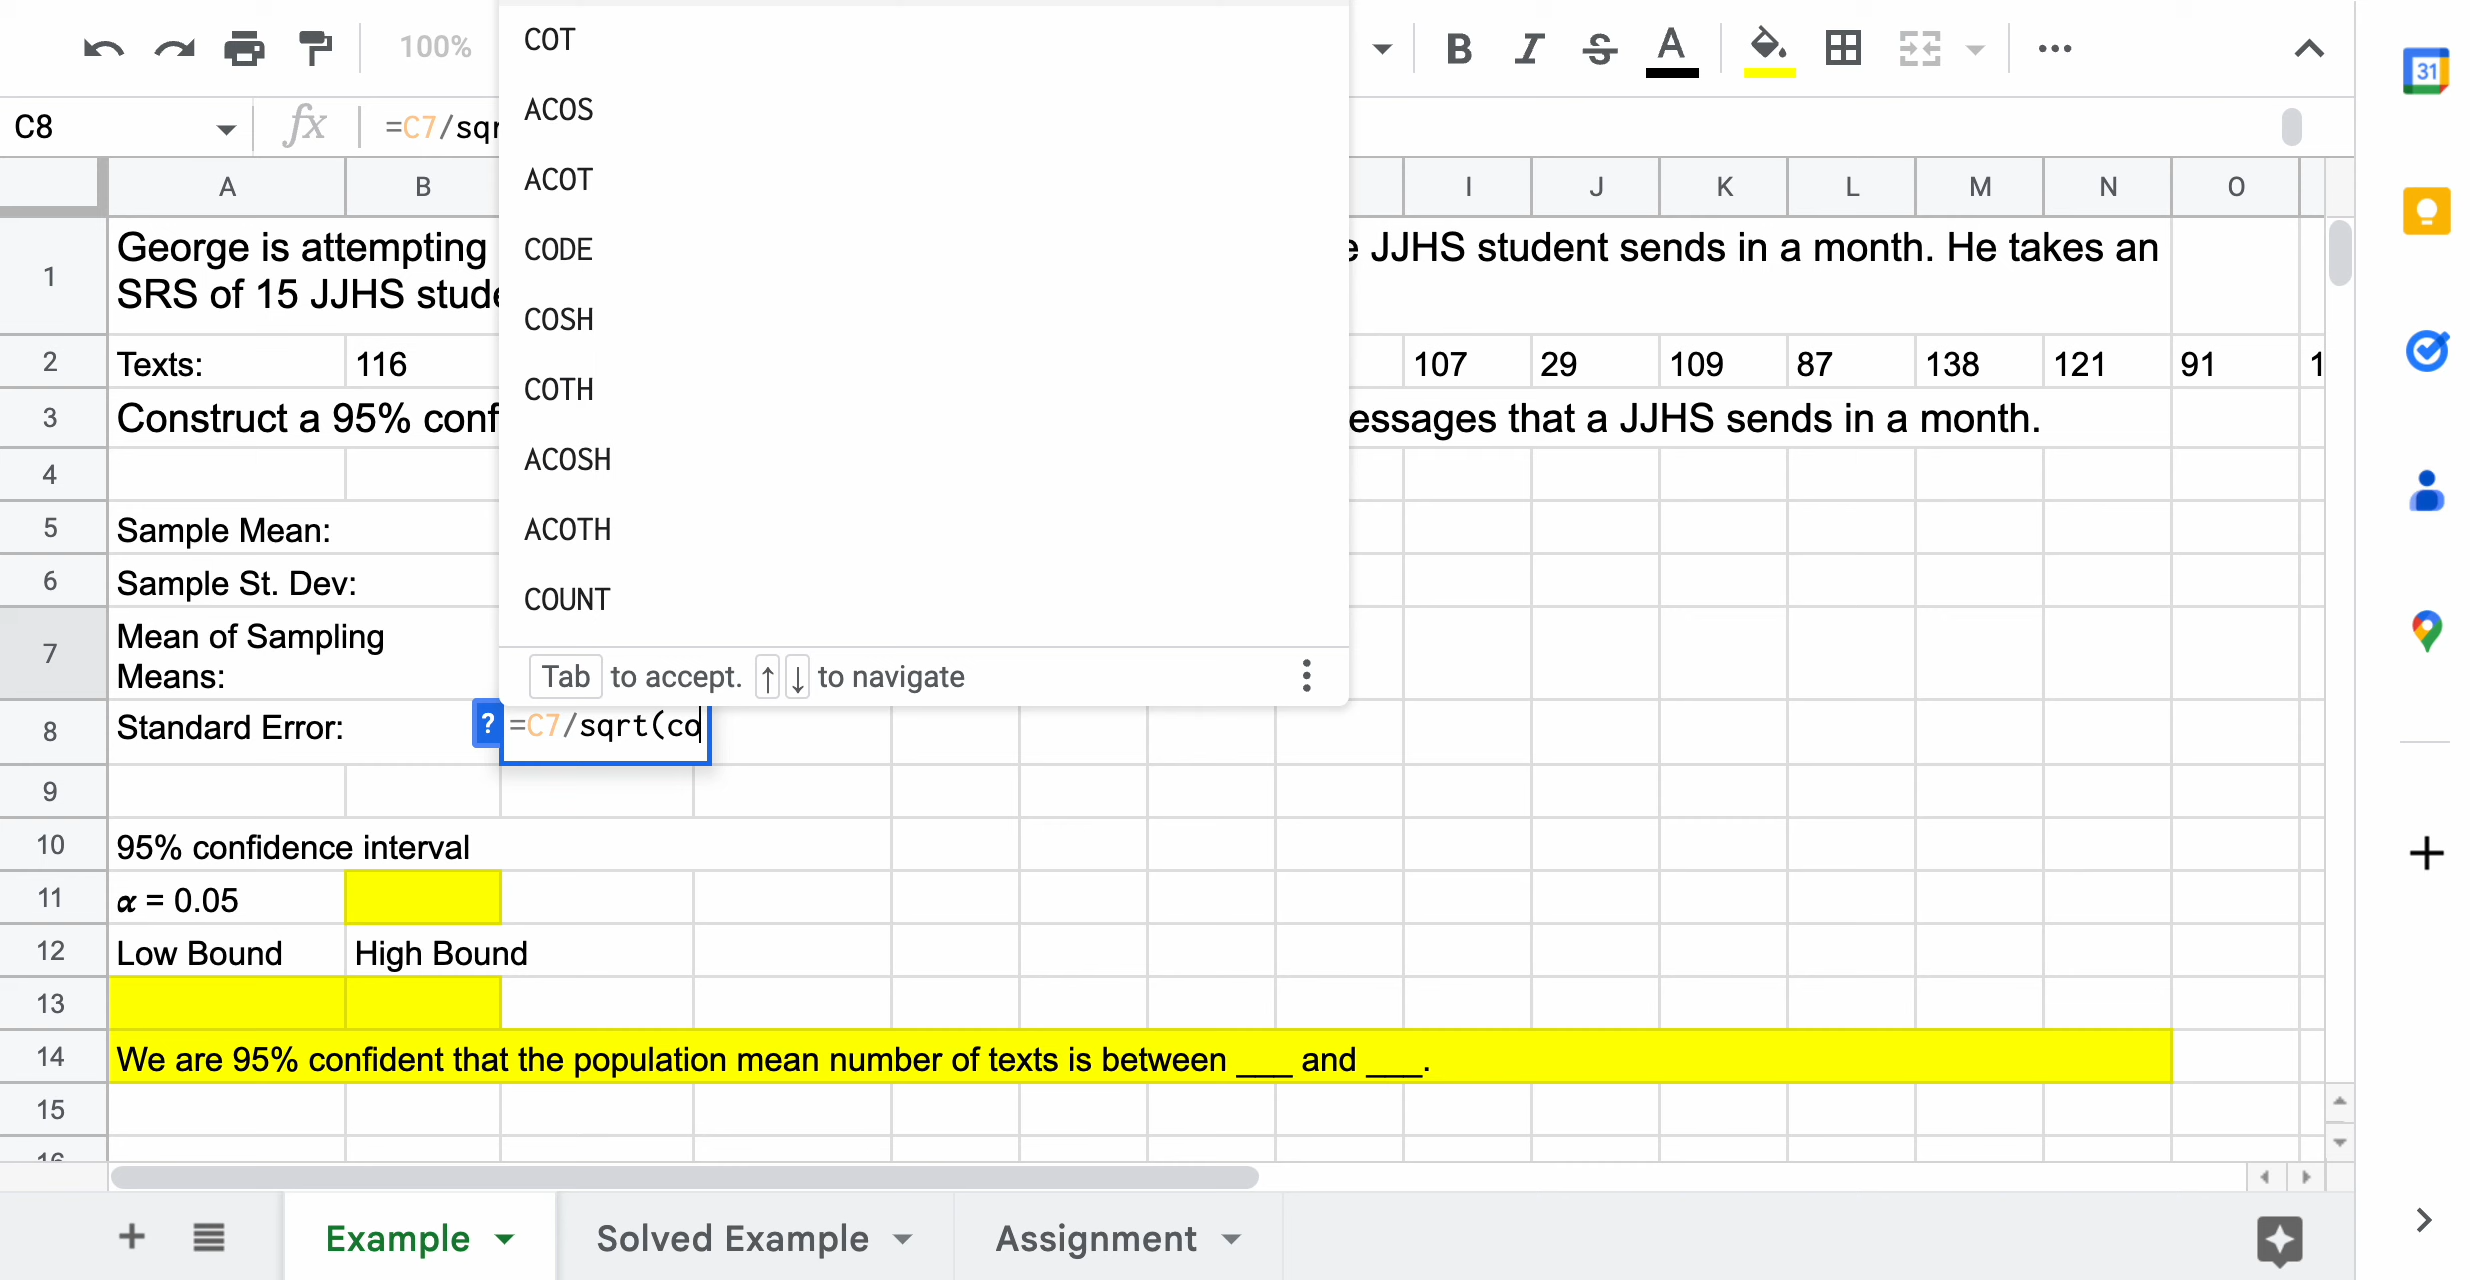 100%
C8
=C7/sqr
COT
ACOS
ACOT
CODE
COSH
COTH
ACOSH
ACOTH
COUNT
Tab to accept. ↑ ↓ to navigate
A B I J K L M N O
1 George is attempting JJHS student sends in a month. He takes an
SRS of 15 JJHS
2 Texts: 116 107 29 109 87 138 121 91
3 Construct a 95% that a JJHS sends in a month.
4
5 Sample Mean:
6 Sample St. Dev:
7 Mean of Sampling
Means:
8 Standard Error: ? =C7/sqrt(co
9
10 95% confidence interval
11 α = 0.05
12 Low Bound High Bound
13
14 We are 95% confident that the population mean number of texts is between ___ and ___.
15
Example Solved Example Assignment
31